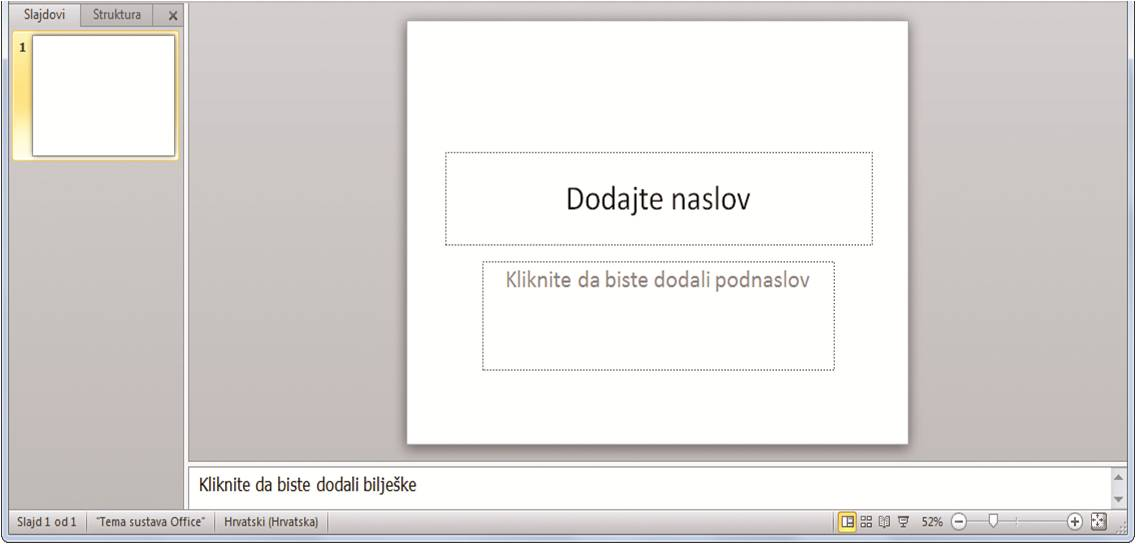 Slajdovi
Struktura
1
Dodajte naslov
Kliknite da biste dodali podnaslov
Kliknite da biste dodali bilješke
Slajd 1 od 1
"Tema sustava Office"
Hrvatski (Hrvatska)
52%